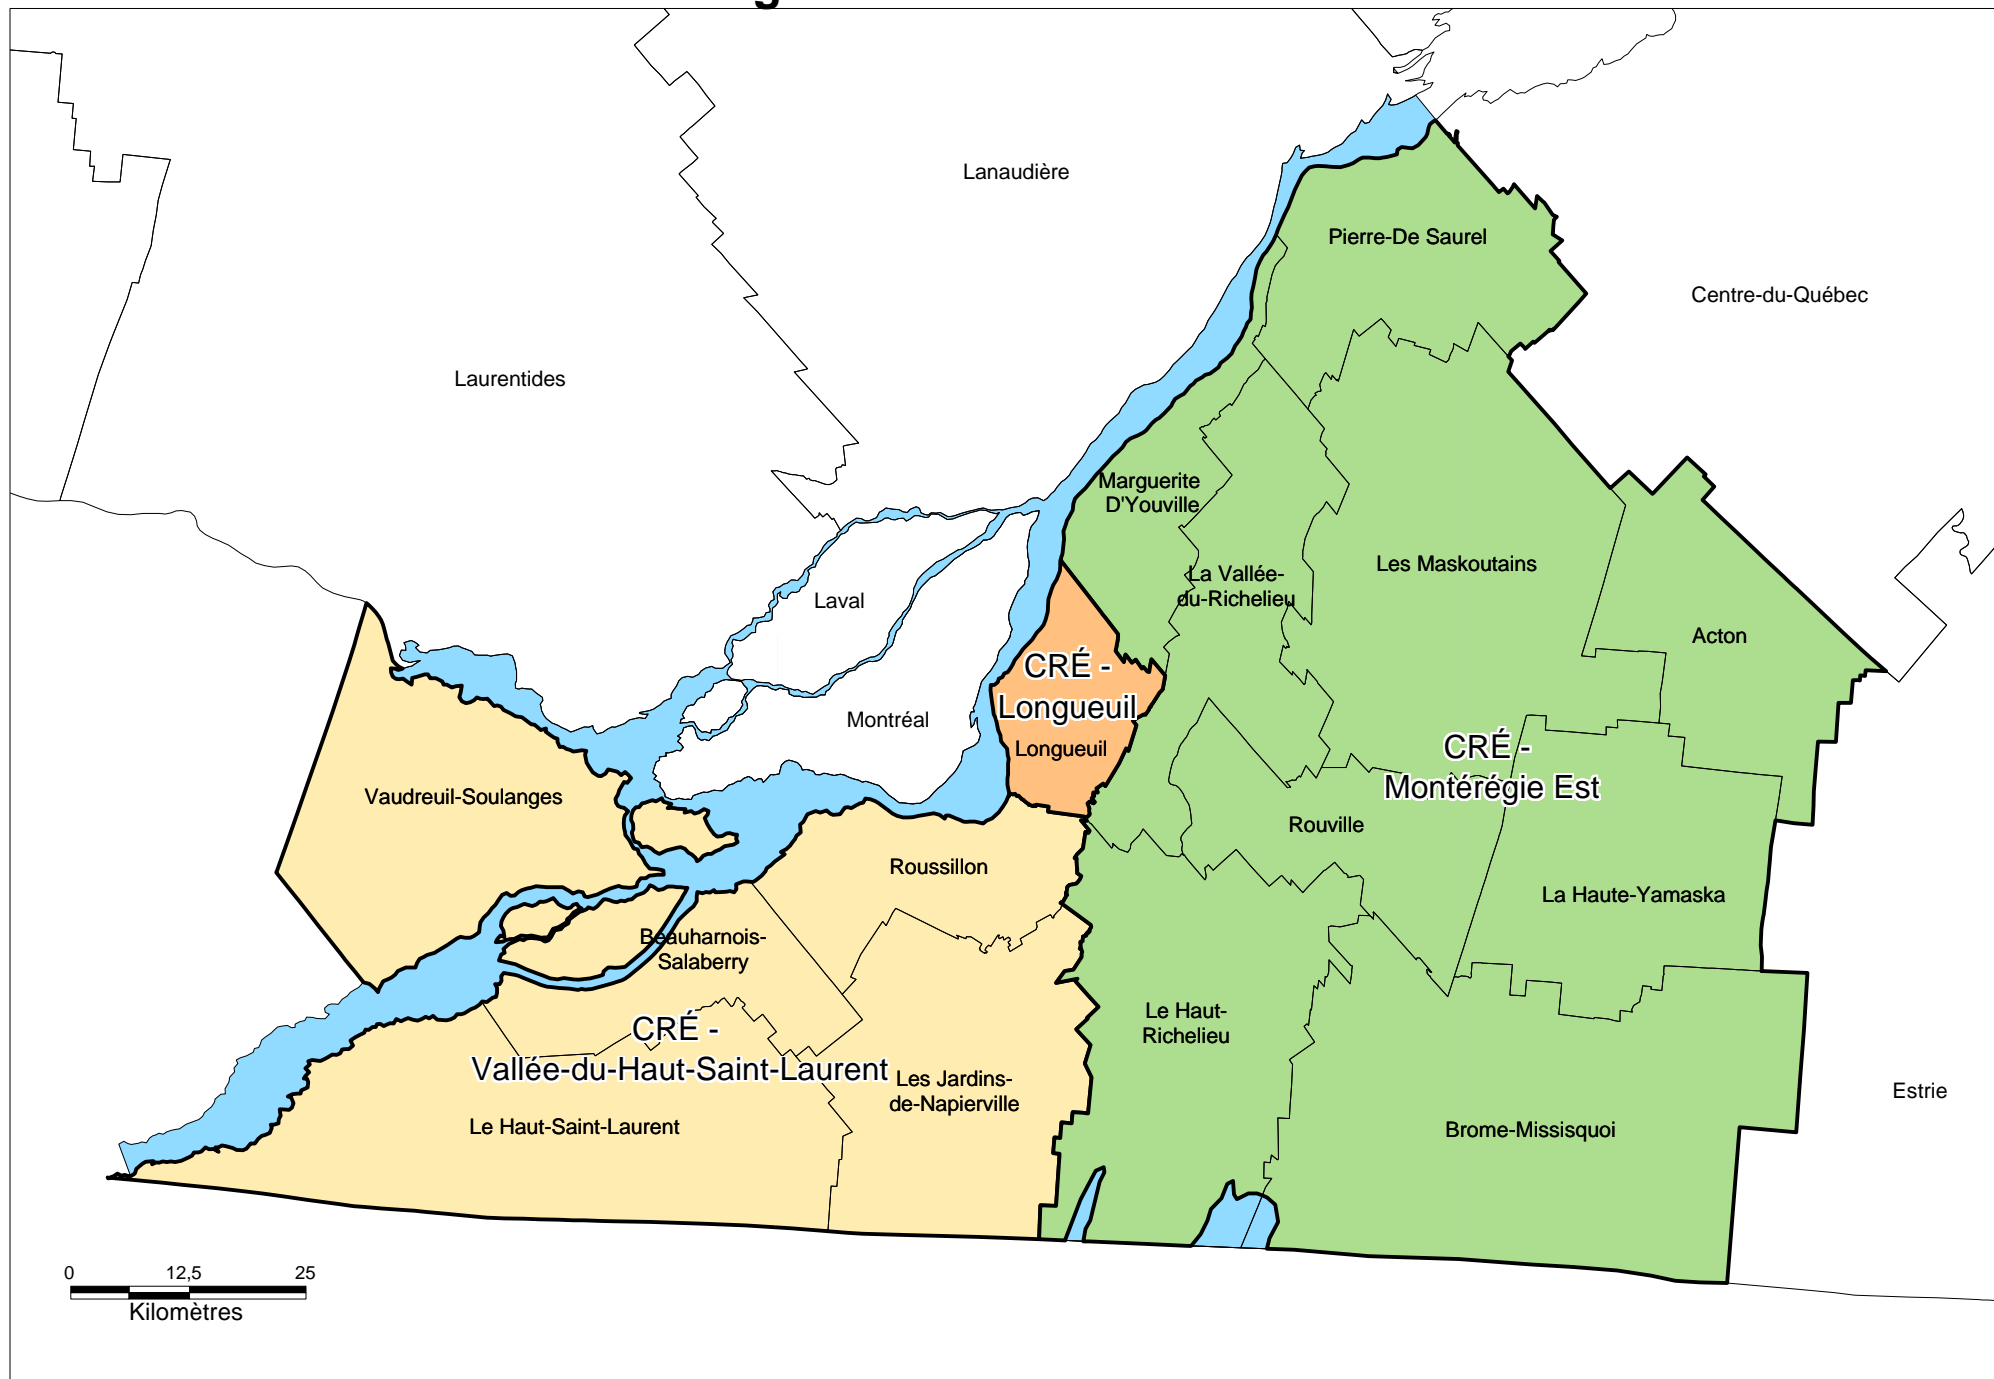 Lanaudière
Pierre-De Saurel
Centre-du-Québec
Laurentides
Marguerite
D'Youville
Les Maskoutains
La Vallée-
du-Richelieu
Laval
Acton
CRÉ -
Longueuil
Longueuil
Montréal
CRÉ -
Montérégie Est
Vaudreuil-Soulanges
Rouville
Roussillon
La Haute-Yamaska
Beauharnois-
Salaberry
Le Haut-
Richelieu
CRÉ -
Vallée-du-Haut-Saint-Laurent
Les Jardins-
de-Napierville
Estrie
Le Haut-Saint-Laurent
Brome-Missisquoi
0 12,5 25
Kilomètres